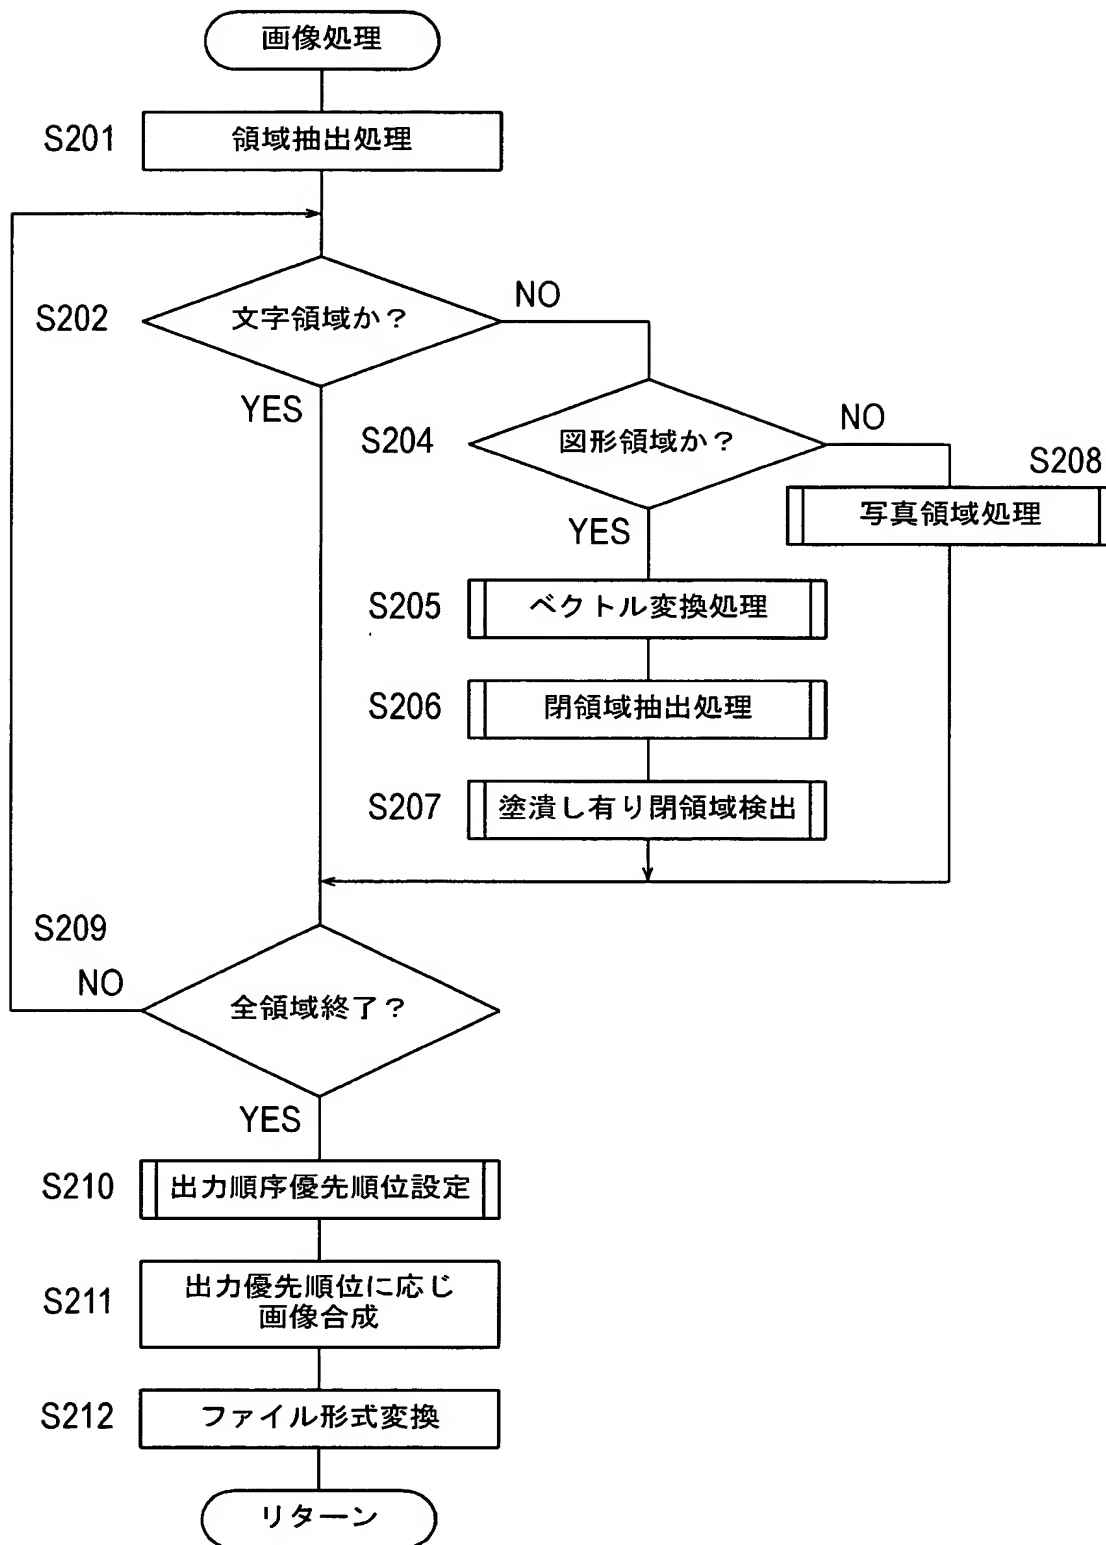 画像処理
S201
領域抽出処理
S202
文字領域か?
NO
YES
S204
図形領域か?
NO
YES
S208
写真領域処理
S205
ベクトル変換処理
S206
閉領域抽出処理
S207
塗潰し有り閉領域検出
S209
NO
全領域終了?
YES
S210
出力順序優先順位設定
S211
出力優先順位に応じ
画像合成
S212
ファイル形式変換
リターン